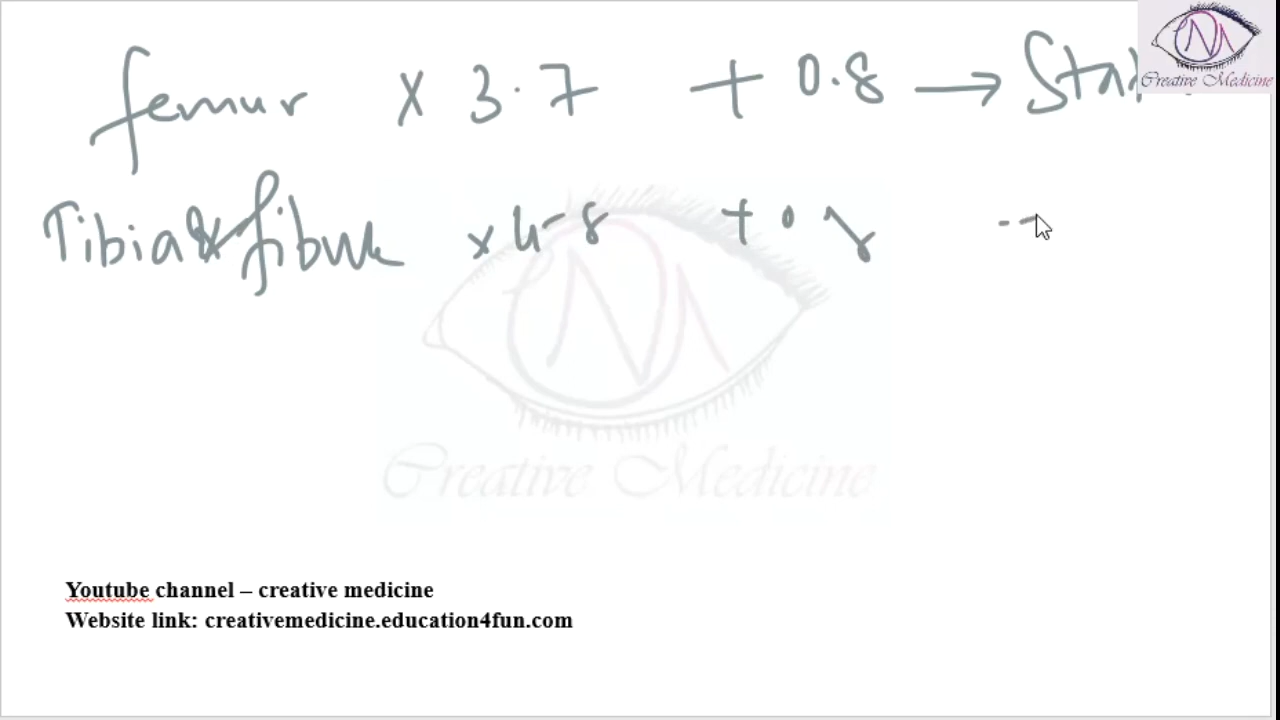 femur x 3.7 + 0.8 → Stat
Creative Medicine
Tibia & fibula x 4.8 + 0.8 --
Creative Medicine
Youtube channel – creative medicine
Website link: creativemedicine.education4fun.com